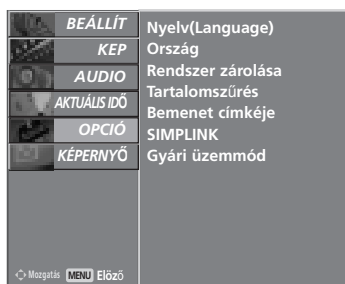 BEÁLLÍT
KEP
AUDIO
AKTUÁLIS IDŐ
OPCIÓ
KÉPERNYŐ
Nyelv(Language)
Ország
Rendszer zárolása
Tartalomszűrés
Bemenet címkéje
SIMPLINK
Gyári üzemmód
Mozgatás MENU Előző